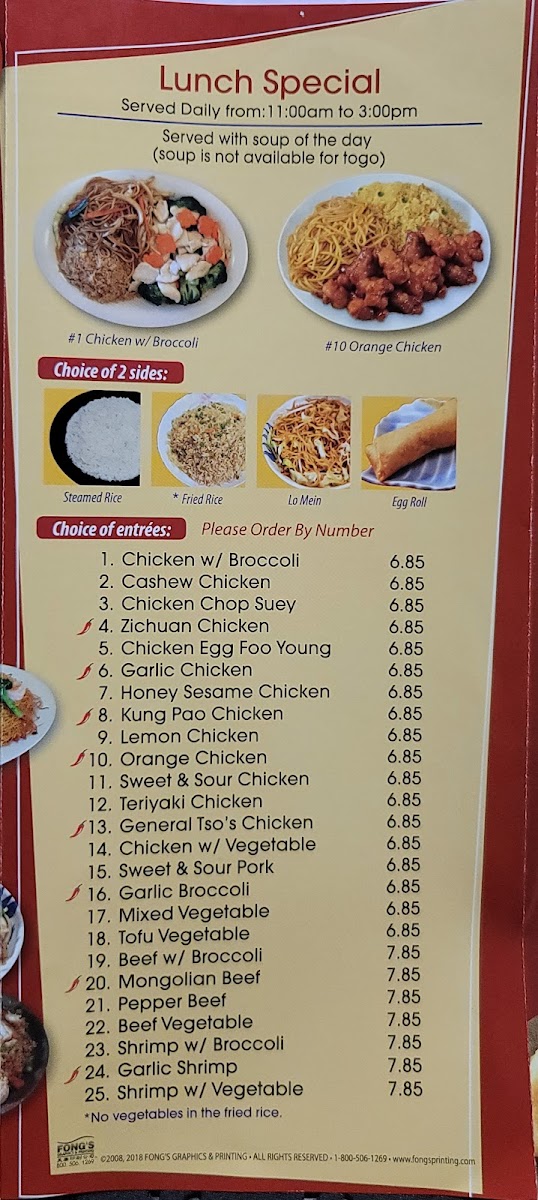 Lunch Special
Served Daily from:11:00am to 3:00pm
Served with soup of the day
(soup is not available for togo)
#1 Chicken w/ Broccoli
#10 Orange Chicken
Choice of 2 sides:
Steamed Rice
* Fried Rice
Lo Mein
Egg Roll
Choice of entrées: Please Order By Number
1. Chicken w/ Broccoli 6.85
2. Cashew Chicken 6.85
3. Chicken Chop Suey 6.85
4. Zichuan Chicken 6.85
5. Chicken Egg Foo Young 6.85
6. Garlic Chicken 6.85
7. Honey Sesame Chicken 6.85
8. Kung Pao Chicken 6.85
9. Lemon Chicken 6.85
10. Orange Chicken 6.85
11. Sweet & Sour Chicken 6.85
12. Teriyaki Chicken 6.85
13. General Tso's Chicken 6.85
14. Chicken w/ Vegetable 6.85
15. Sweet & Sour Pork 6.85
16. Garlic Broccoli 6.85
17. Mixed Vegetable 6.85
18. Tofu Vegetable 6.85
19. Beef w/ Broccoli 7.85
20. Mongolian Beef 7.85
21. Pepper Beef 7.85
22. Beef Vegetable 7.85
23. Shrimp w/ Broccoli 7.85
24. Garlic Shrimp 7.85
25. Shrimp w/ Vegetable 7.85
*No vegetables in the fried rice.
FONG'S
800. 506. 1269
©2008, 2018 FONG'S GRAPHICS & PRINTING • ALL RIGHTS RESERVED • 1-800-506-1269 • www.fongsprinting.com